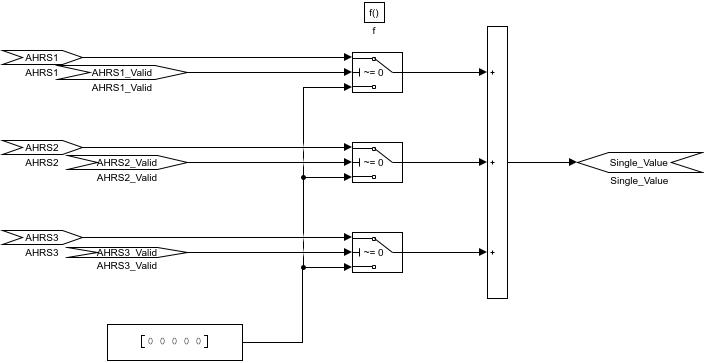 f()
f
AHRS1
AHRS1
AHRS1_Valid
AHRS1_Valid
~= 0
+
AHRS2
AHRS2
AHRS2_Valid
AHRS2_Valid
~= 0
+
Single_Value
Single_Value
AHRS3
AHRS3
AHRS3_Valid
AHRS3_Valid
~= 0
+
[0 0 0 0 0]